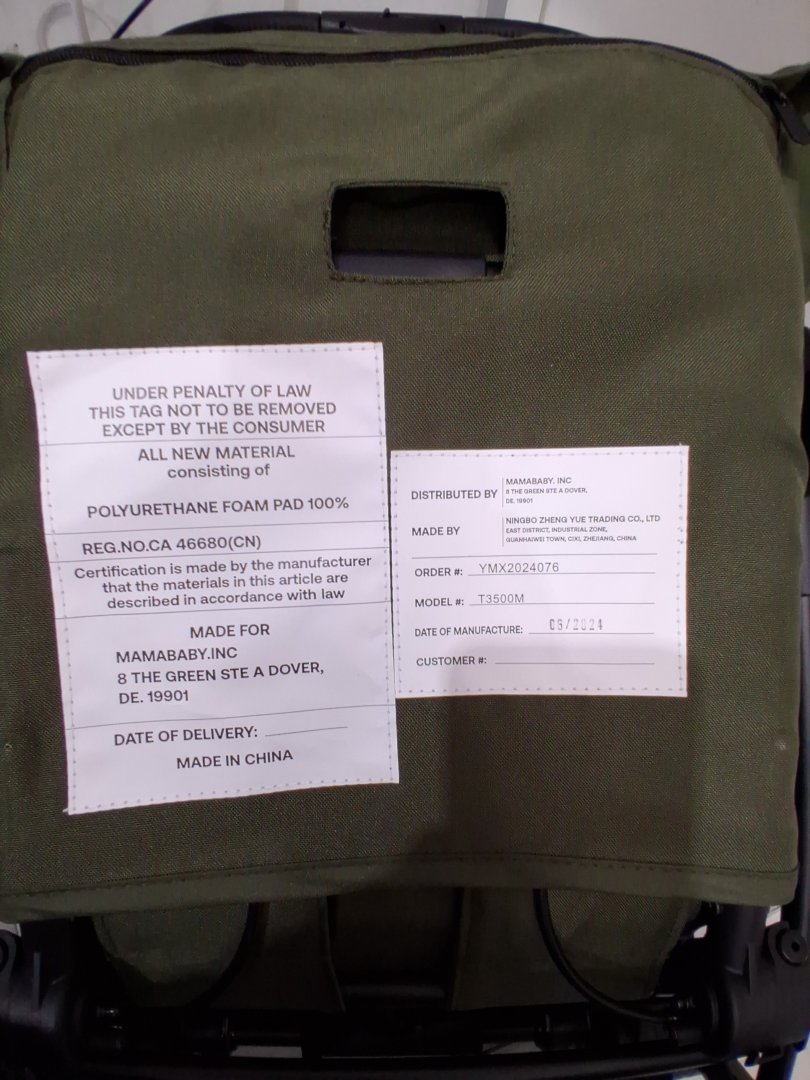 UNDER PENALTY OF LAW
THIS TAG NOT TO BE REMOVED
EXCEPT BY THE CONSUMER
ALL NEW MATERIAL
consisting of
POLYURETHANE FOAM PAD 100%
REG.NO.CA 46680(CN)
Certification is made by the manufacturer
that the materials in this article are
described in accordance with law
MADE FOR
MAMABABY.INC
8 THE GREEN STE A DOVER,
DE. 19901
DATE OF DELIVERY:
MADE IN CHINA
DISTRIBUTED BY
MAMABABY. INC
8 THE GREEN STE A DOVER,
DE. 19901
MADE BY
NINGBO ZHENG YUE TRADING CO., LTD
EAST DISTRICT, INDUSTRIAL ZONE,
GUANHAIWEI TOWN, CIXI, ZHEJIANG, CHINA
ORDER #: YMX2024076
MODEL #: T3500M
DATE OF MANUFACTURE: 06/2024
CUSTOMER #: